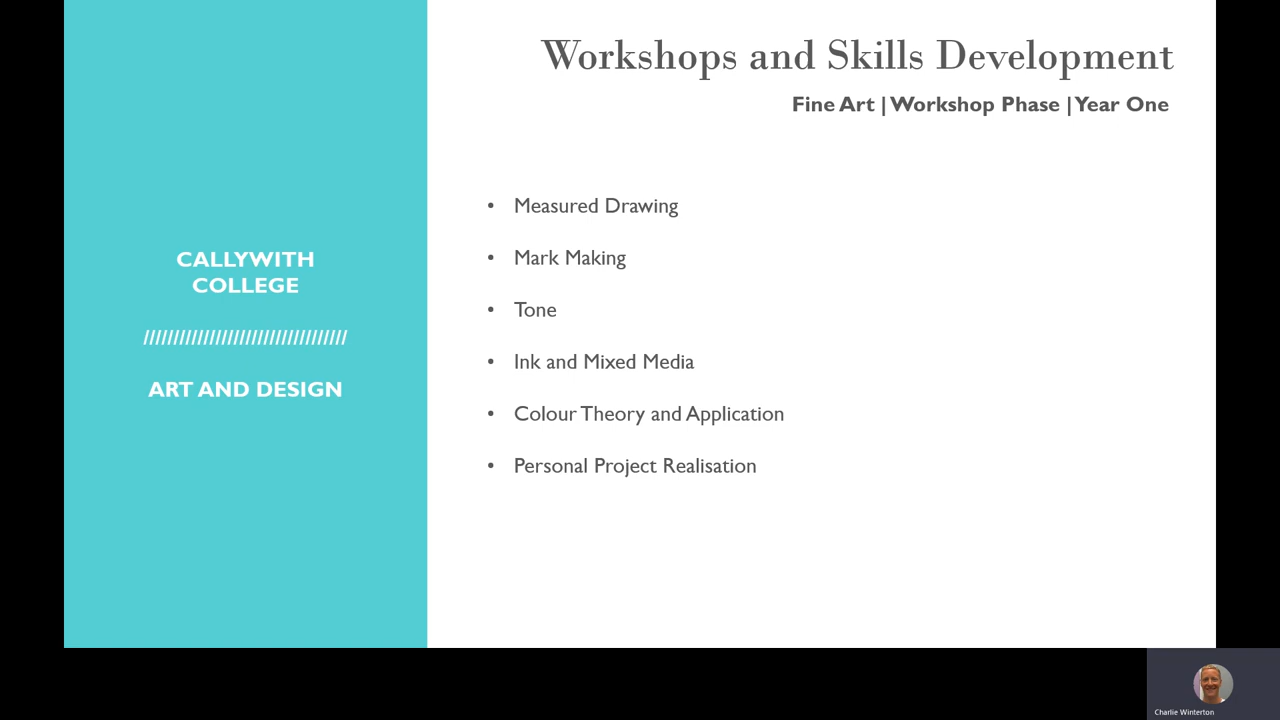 Workshops and Skills Development
Fine Art | Workshop Phase | Year One
CALLYWITH
COLLEGE
//////////////////////////////////
ART AND DESIGN
• Measured Drawing
• Mark Making
• Tone
• Ink and Mixed Media
• Colour Theory and Application
• Personal Project Realisation
Charlie Winterton